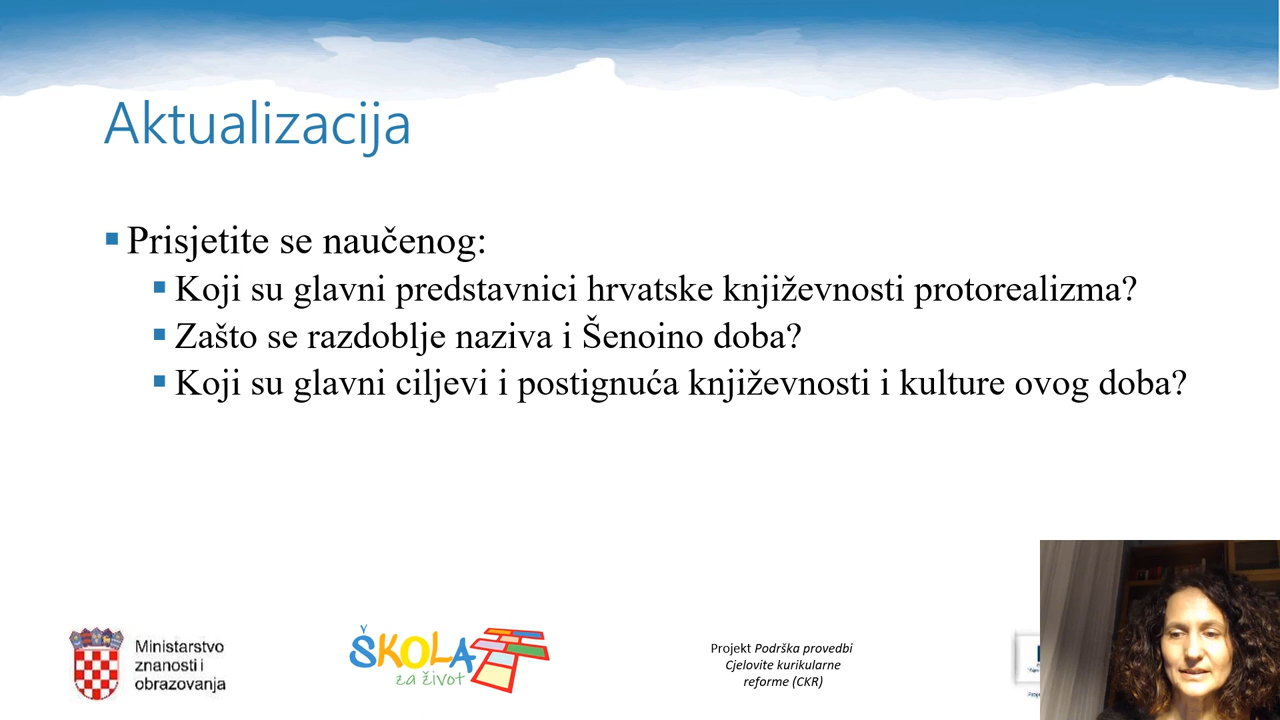 Aktualizacija
Prisjetite se naučenog:
Koji su glavni predstavnici hrvatske književnosti protorealizma?
Zašto se razdoblje naziva i Šenoino doba?
Koji su glavni ciljevi i postignuća književnosti i kulture ovog doba?
Ministarstvo
znanosti i
obrazovanja
ŠKOLA
za život
Projekt Podrška provedbi
Cjelovite kurikularne
reforme (CKR)